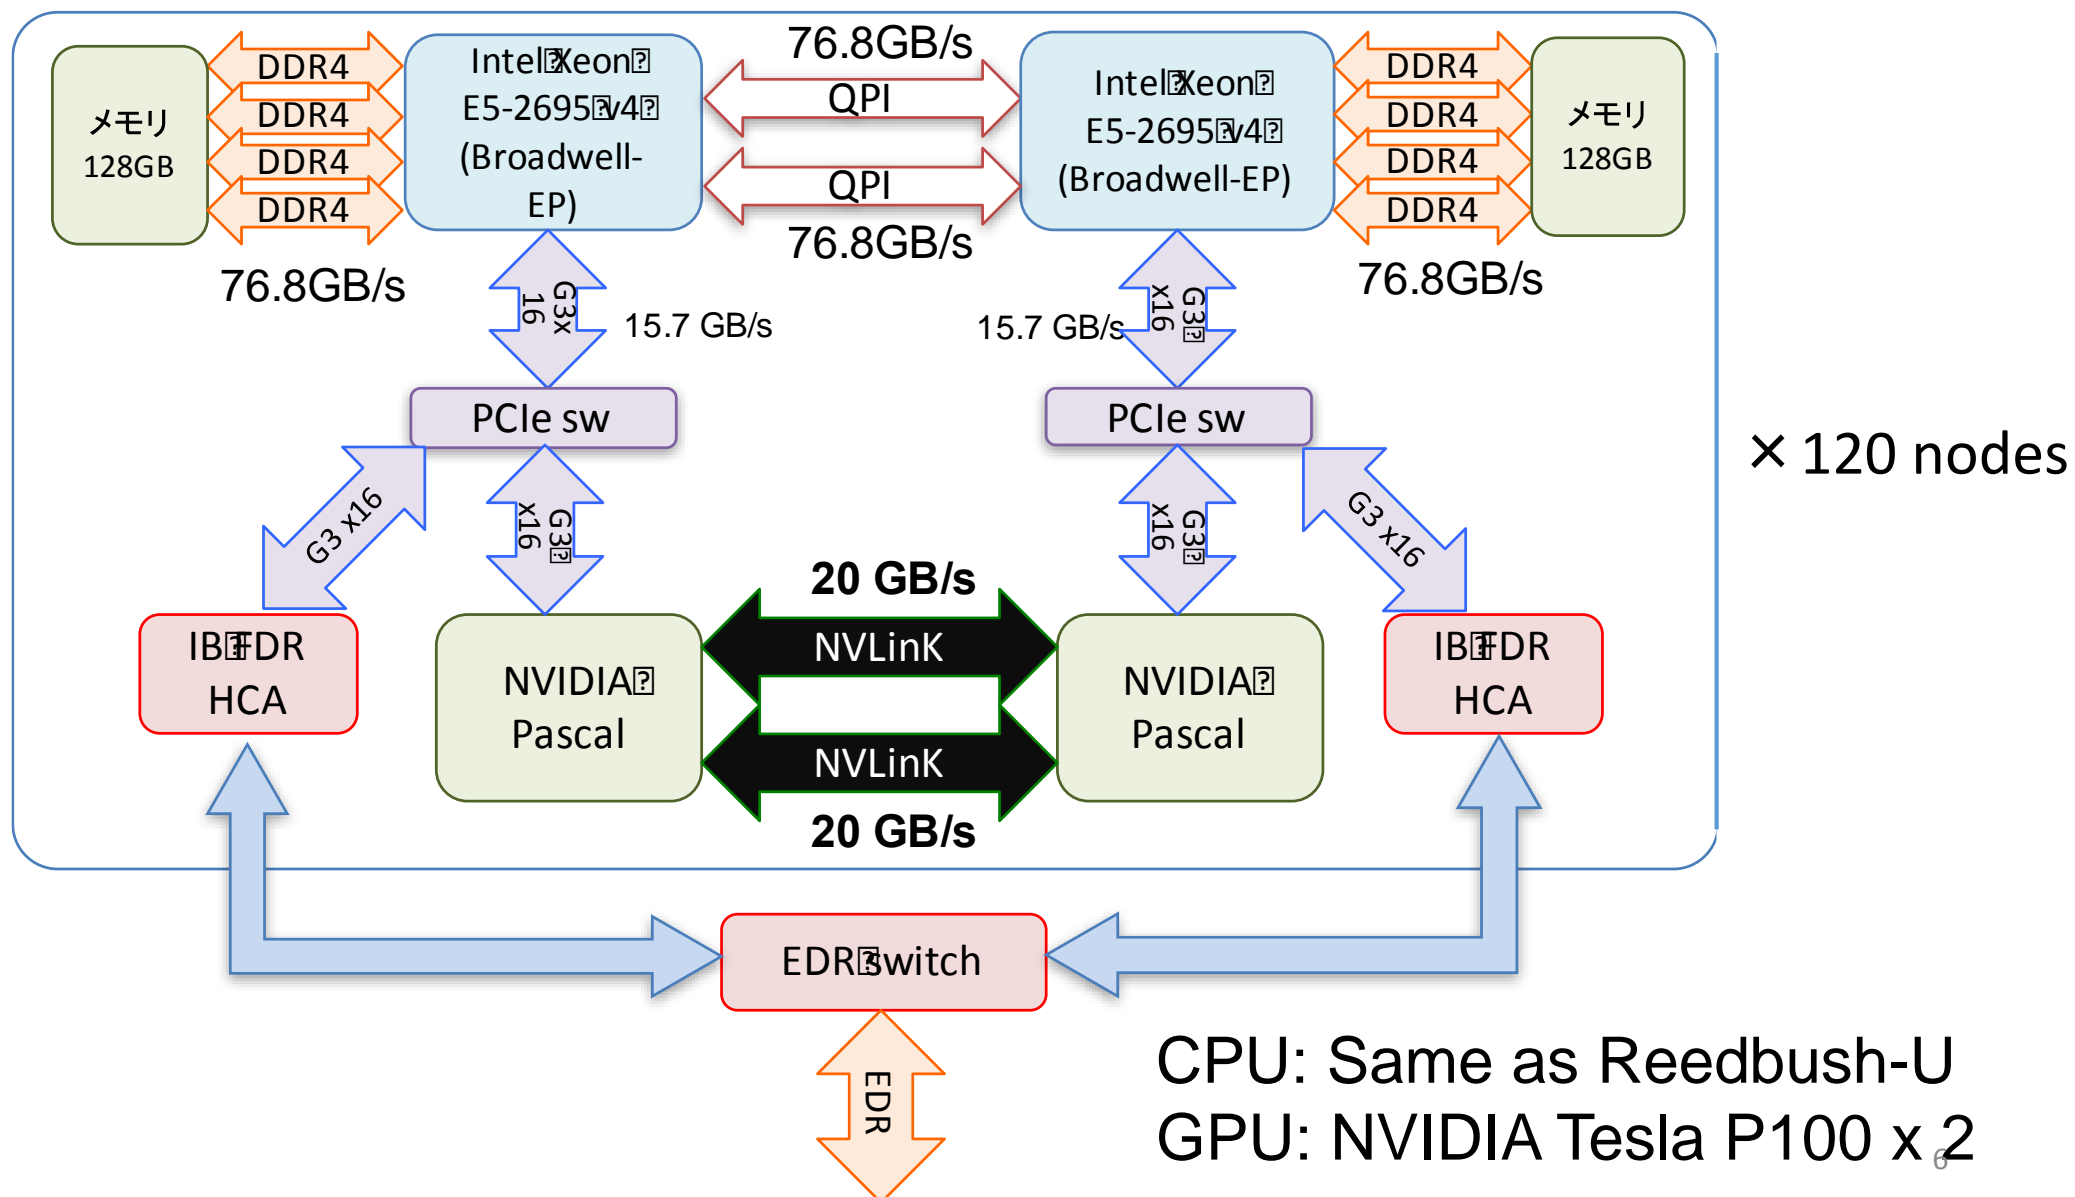 76.8GB/s
DDR4
DDR4
DDR4
DDR4
メモリ
128GB
Intel Xeon
E5-2695 v4
(Broadwell-
EP)
QPI
QPI
76.8GB/s
Intel Xeon
E5-2695 v4
(Broadwell-EP)
DDR4
DDR4
DDR4
DDR4
メモリ
128GB
76.8GB/s
76.8GB/s
G3x
16
15.7 GB/s
15.7 GB/s
G3
x16
PCIe sw
PCIe sw
× 120 nodes
G3 x16
G3
x16
G3
x16
G3 x16
20 GB/s
NVLinK
NVLinK
20 GB/s
IB FDR
HCA
NVIDIA
Pascal
NVIDIA
Pascal
IB FDR
HCA
EDR switch
EDR
CPU: Same as Reedbush-U
GPU: NVIDIA Tesla P100 x 2
6